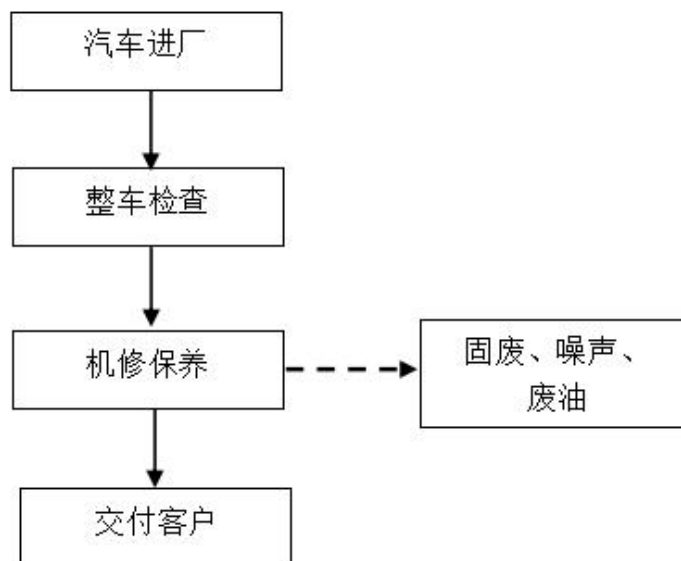 汽车进厂
整车检查
机修保养
固废、噪声、
废油
交付客户